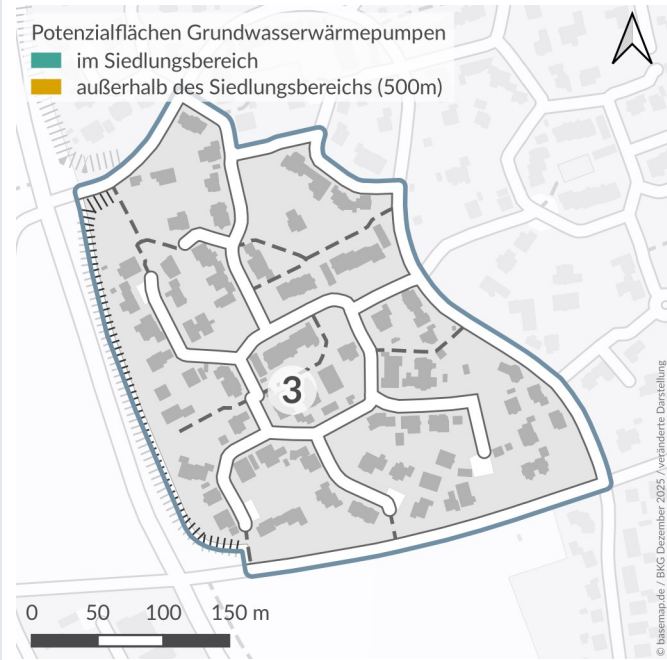 Potenzialflächen Grundwasserwärmepumpen
im Siedlungsbereich
außerhalb des Siedlungsbereichs (500m)
3
© basemap.de / BKG Dezember 2025 / veränderte Darstellung
0 50 100 150 m